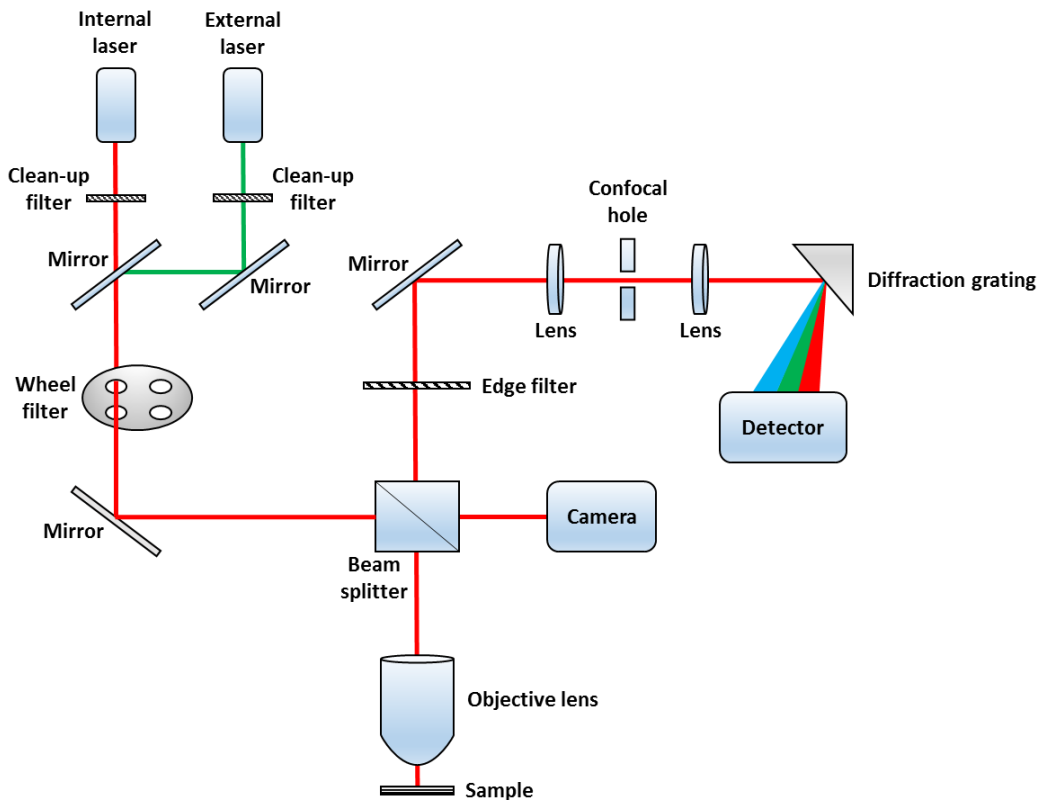 Internal
laser
External
laser
Clean-up
filter
Clean-up
filter
Confocal
hole
Mirror
Mirror
Mirror
Diffraction grating
Lens
Lens
Wheel
filter
Edge filter
Detector
Mirror
Camera
Beam
splitter
Objective lens
Sample